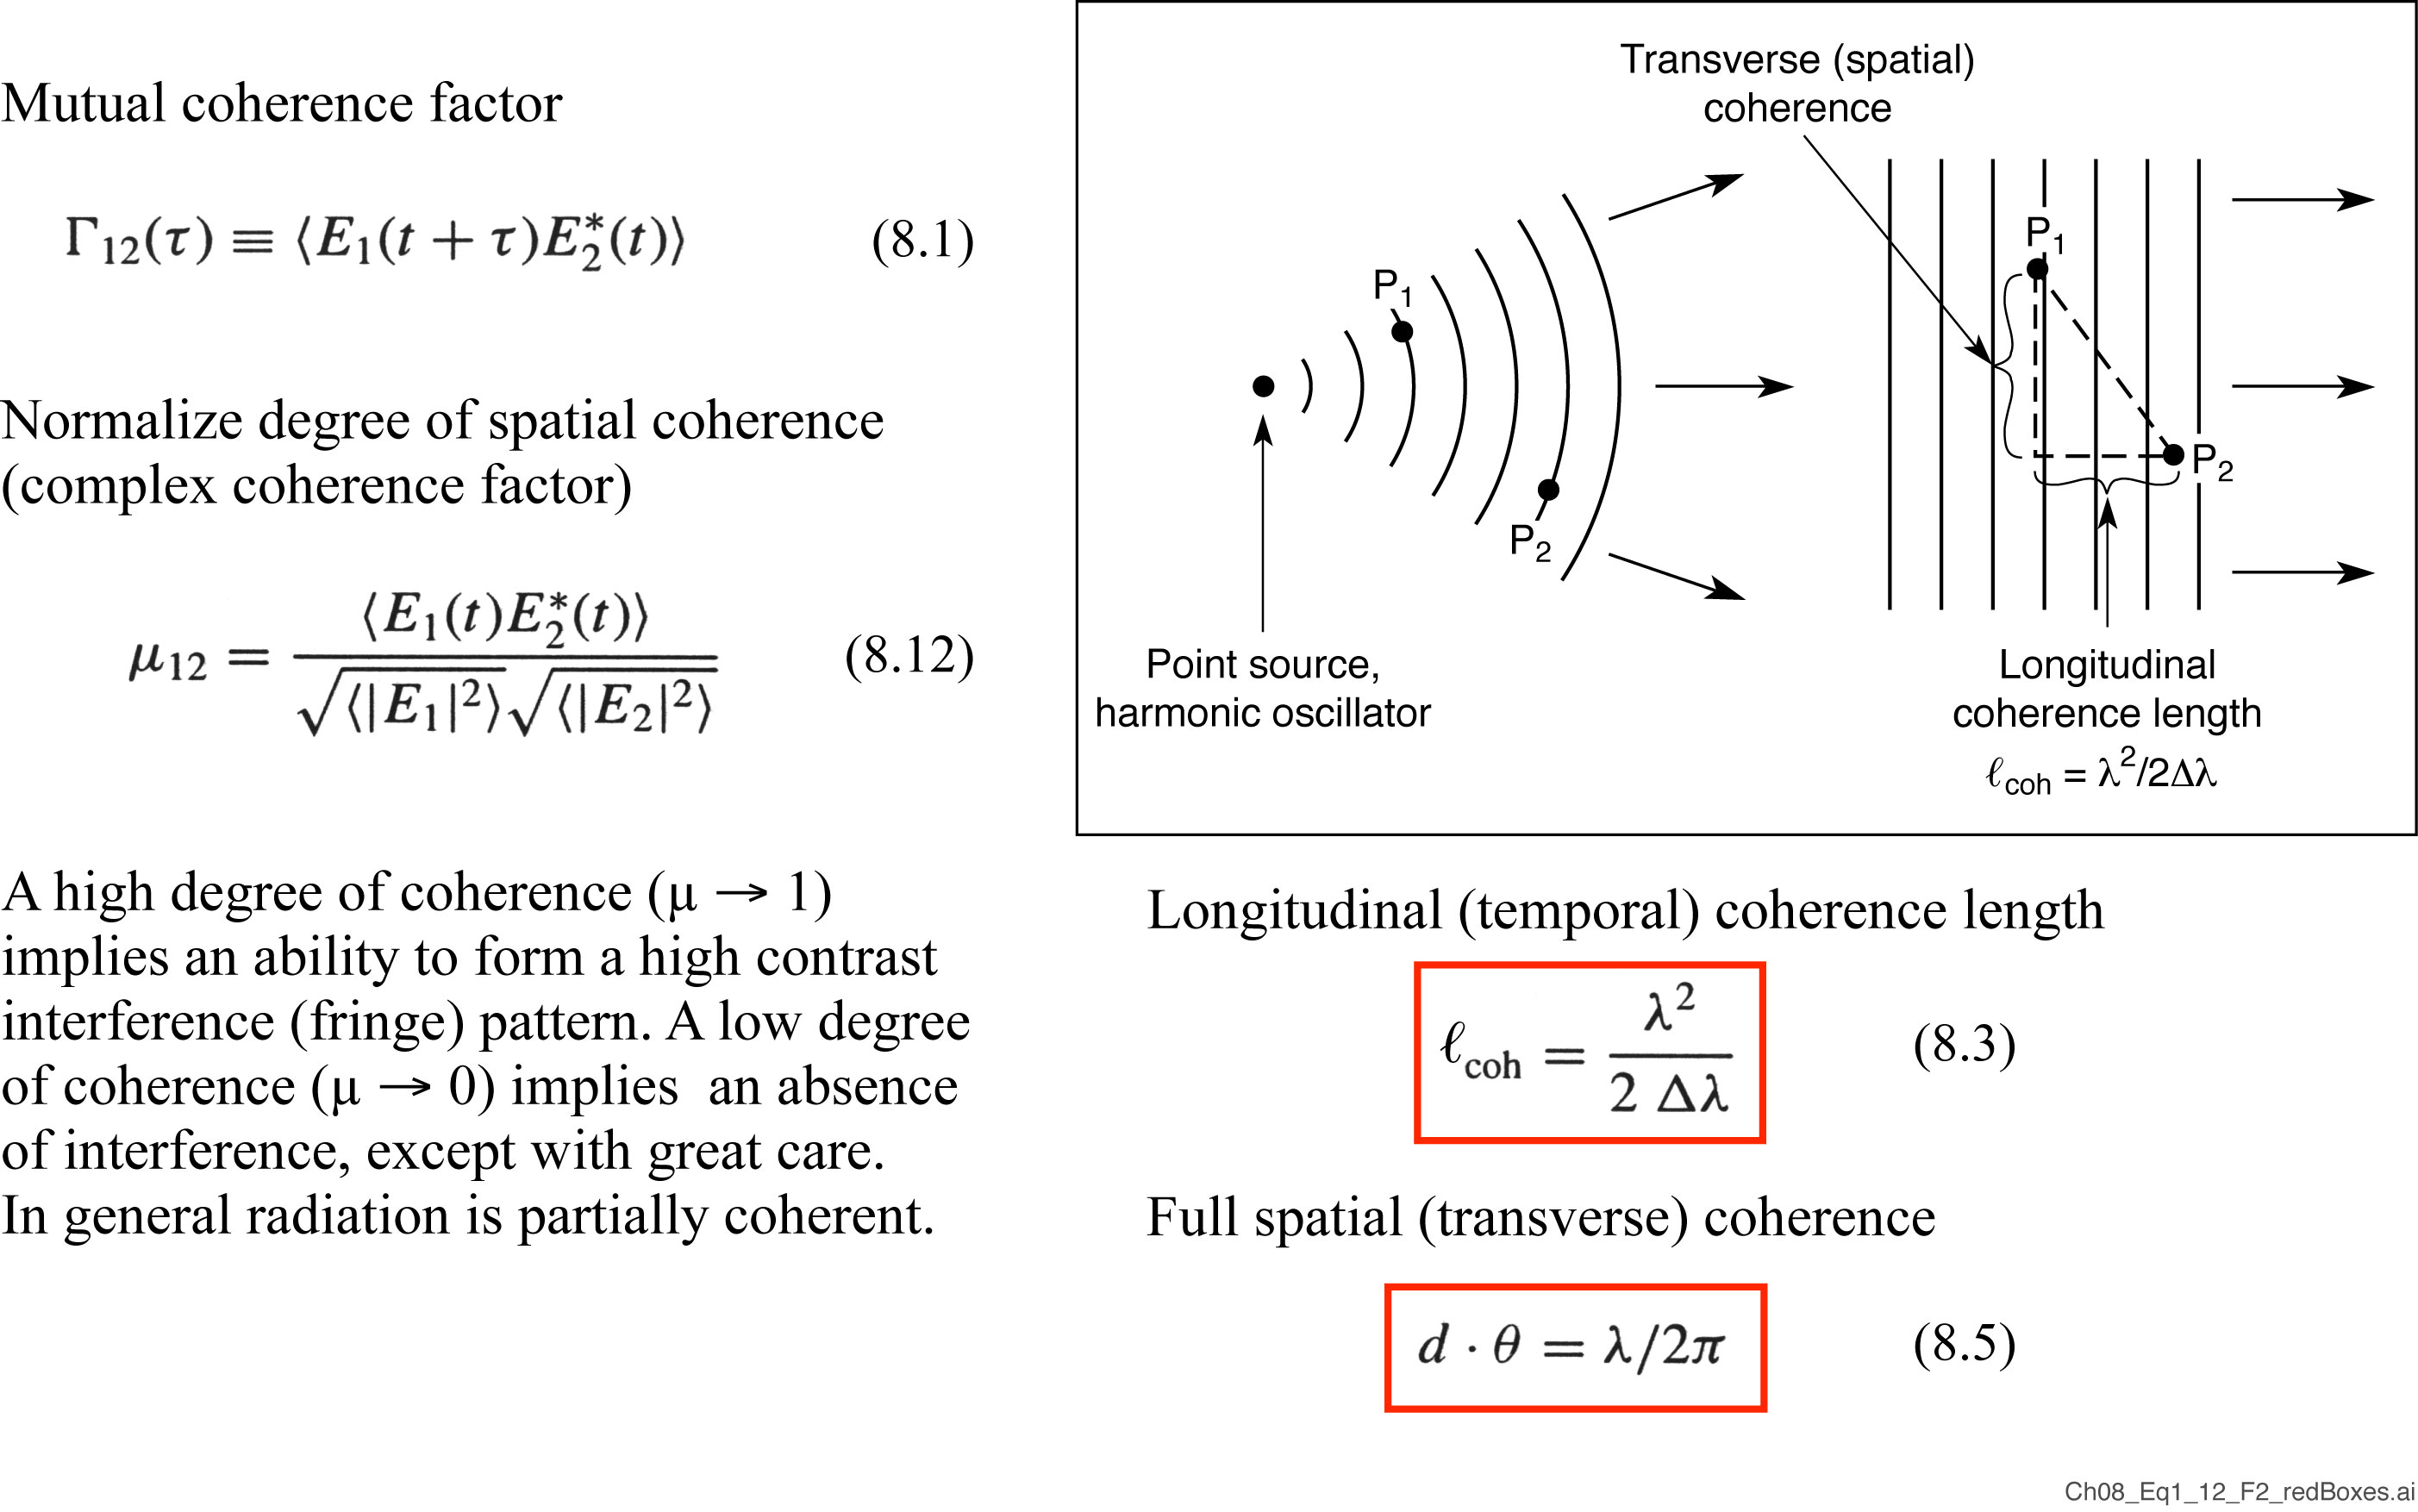 Mutual coherence factor
Γ₁₂(τ) ≡ ⟨E₁(t + τ)E₂*(t)⟩ (8.1)
Normalize degree of spatial coherence
(complex coherence factor)
μ₁₂ = ⟨E₁(t)E₂*(t)⟩ / √⟨|E₁|²⟩√⟨|E₂|²⟩ (8.12)
A high degree of coherence (μ → 1)
implies an ability to form a high contrast
interference (fringe) pattern. A low degree
of coherence (μ → 0) implies an absence
of interference, except with great care.
In general radiation is partially coherent.
Transverse (spatial)
coherence
P₁
P₂
P₁
P₂
Point source,
harmonic oscillator
Longitudinal
coherence length
ℓcoh = λ²/2Δλ
Longitudinal (temporal) coherence length
ℓcoh = λ² / 2 Δλ (8.3)
Full spatial (transverse) coherence
d · θ = λ/2π (8.5)
Ch08_Eq1_12_F2_redBoxes.ai